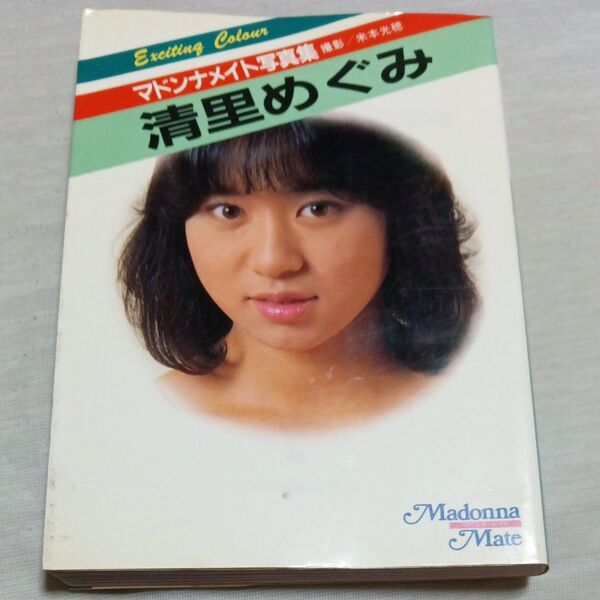 Exciting Colour
マドンナメイト写真集 撮影/米本光穂
清里めぐみ
Madonna
Mate